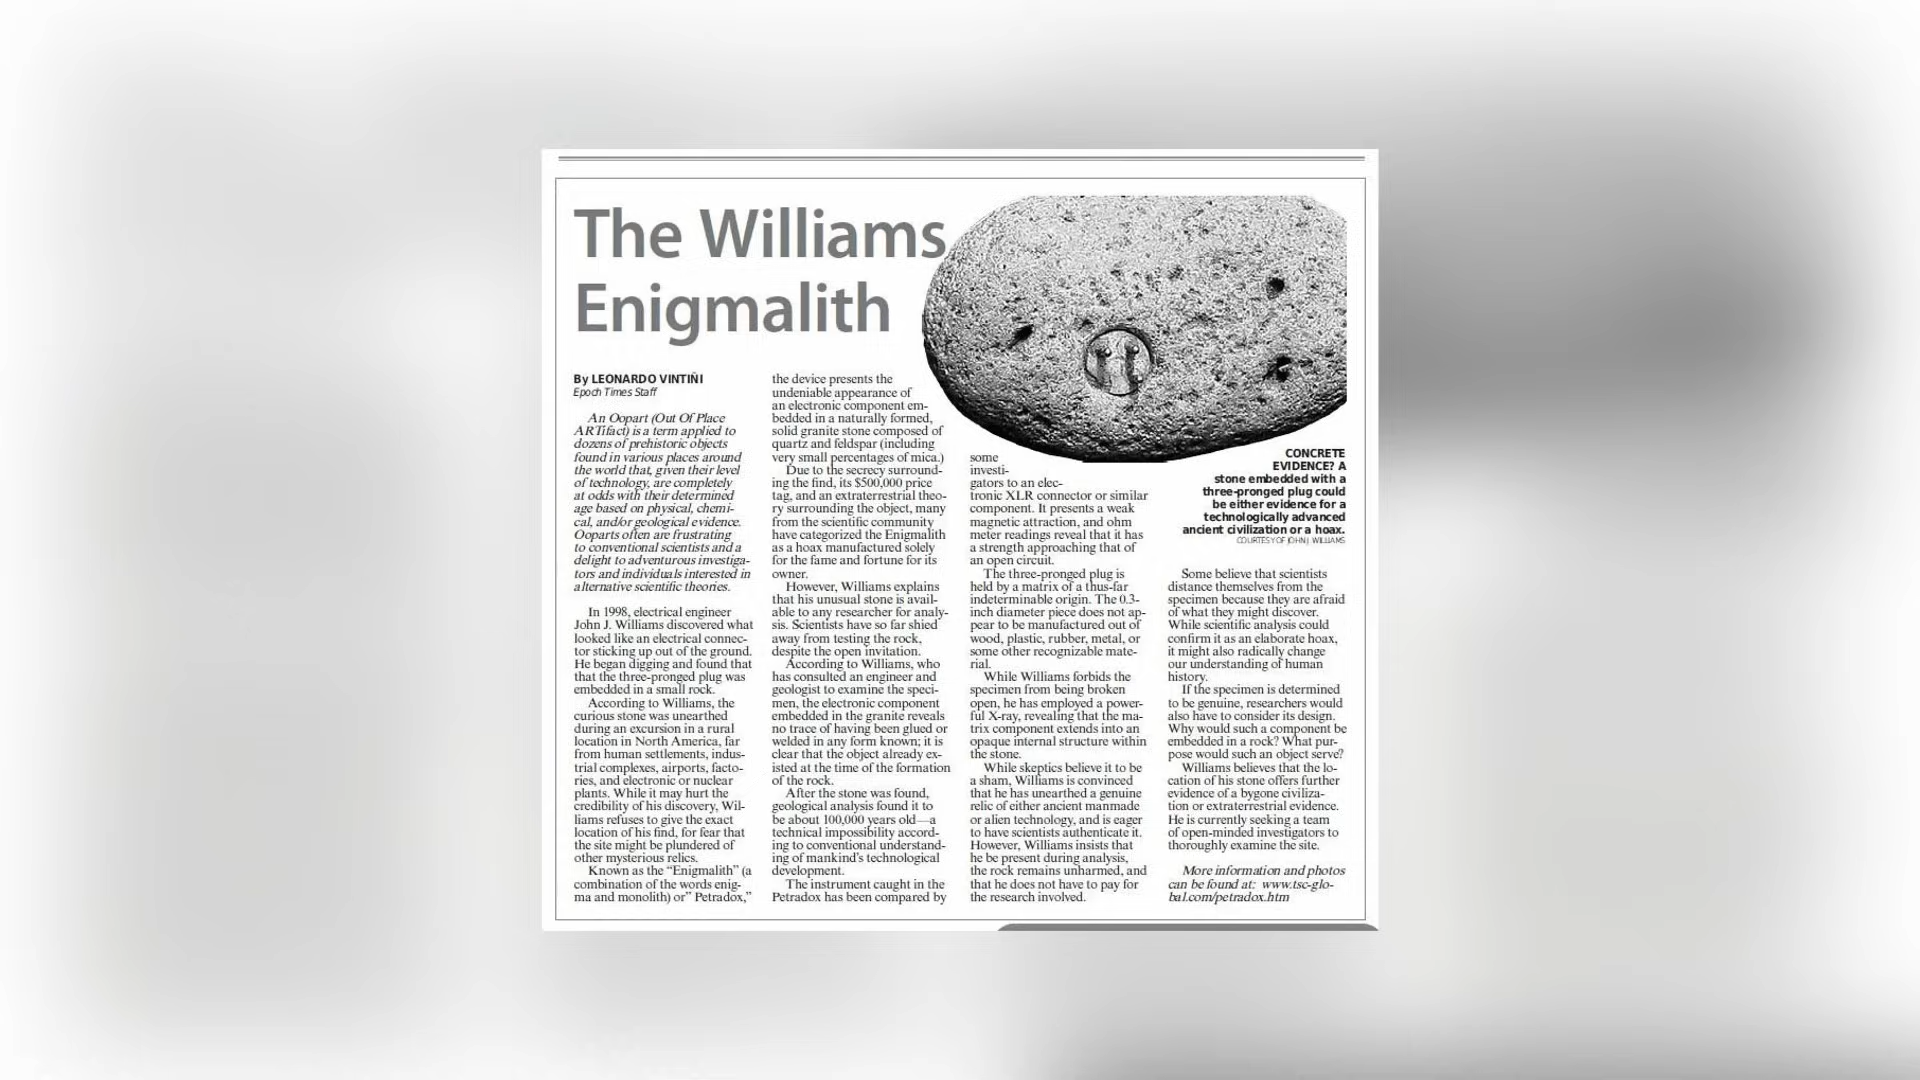 The Williams
Enigmalith
By LEONARDO VINTIÑI
Epoch Times Staff
An Oopart (Out Of Place
ARTifact) is a term applied to
dozens of prehistoric objects
found in various places around
the world that, given their level
of technology, are completely
at odds with their determined
age based on physical, chemi-
cal, and/or geological evidence.
Ooparts often are frustrating
to conventional scientists and a
delight to adventurous investiga-
tors and individuals interested in
alternative scientific theories.
In 1998, electrical engineer
John J. Williams discovered what
looked like an electrical connec-
tor sticking up out of the ground.
He began digging and found that
that the three-pronged plug was
embedded in a small rock.
According to Williams, the
curious stone was unearthed
during an excursion in a rural
location in North America, far
from human settlements, indus-
trial complexes, airports, facto-
ries, and electronic or nuclear
plants. While it may hurt the
credibility of his discovery, Wil-
liams refuses to give the exact
location of his find, for fear that
the site might be plundered of
other mysterious relics.
Known as the “Enigmalith” (a
combination of the words enig-
ma and monolith) or” Petradox,”
the device presents the
undeniable appearance of
an electronic component em-
bedded in a naturally formed,
solid granite stone composed of
quartz and feldspar (including
very small percentages of mica.)
Due to the secrecy surround-
ing the find, its $500,000 price
tag, and an extraterrestrial theo-
ry surrounding the object, many
from the scientific community
have categorized the Enigmalith
as a hoax manufactured solely
for the fame and fortune for its
owner.
However, Williams explains
that his unusual stone is avail-
able to any researcher for analy-
sis. Scientists have so far shied
away from testing the rock,
despite the open invitation.
According to Williams, who
has consulted an engineer and
geologist to examine the speci-
men, the electronic component
embedded in the granite reveals
no trace of having been glued or
welded in any form known; it is
clear that the object already ex-
isted at the time of the formation
of the rock.
After the stone was found,
geological analysis found it to
be about 100,000 years old—a
technical impossibility accord-
ing to conventional understand-
ing of mankind’s technological
development.
The instrument caught in the
Petradox has been compared by
some
investi-
gators to an elec-
tronic XLR connector or similar
component. It presents a weak
magnetic attraction, and ohm
meter readings reveal that it has
a strength approaching that of
an open circuit.
The three-pronged plug is
held by a matrix of a thus-far
indeterminable origin. The 0.3-
inch diameter piece does not ap-
pear to be manufactured out of
wood, plastic, rubber, metal, or
some other recognizable mate-
rial.
While Williams forbids the
specimen from being broken
open, he has employed a power-
ful X-ray, revealing that the ma-
trix component extends into an
opaque internal structure within
the stone.
While skeptics believe it to be
a sham, Williams is convinced
that he has unearthed a genuine
relic of either ancient manmade
or alien technology, and is eager
to have scientists authenticate it.
However, Williams insists that
he be present during analysis,
the rock remains unharmed, and
that he does not have to pay for
the research involved.
CONCRETE
EVIDENCE? A
stone embedded with a
three-pronged plug could
be either evidence for a
technologically advanced
ancient civilization or a hoax.
COURTESY OF JOHN J. WILLIAMS
Some believe that scientists
distance themselves from the
specimen because they are afraid
of what they might discover.
While scientific analysis could
confirm it as an elaborate hoax,
it might also radically change
our understanding of human
history.
If the specimen is determined
to be genuine, researchers would
also have to consider its design.
Why would such a component be
embedded in a rock? What pur-
pose would such an object serve?
Williams believes that the lo-
cation of his stone offers further
evidence of a bygone civiliza-
tion or extraterrestrial evidence.
He is currently seeking a team
of open-minded investigators to
thoroughly examine the site.
More information and photos
can be found at: www.tsc-glo-
bal.com/petradox.htm